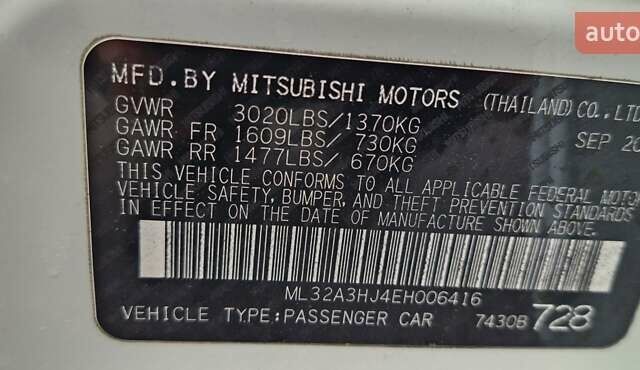 auto
MFD. BY MITSUBISHI MOTORS (THAILAND) CO., LTD
GVWR 3020LBS/1370KG
GAWR FR 1609LBS/ 730KG SEP 20
GAWR RR 1477LBS/ 670KG
THIS VEHICLE CONFORMS TO ALL APPLICABLE FEDERAL MOTOR
VEHICLE SAFETY, BUMPER, AND THEFT PREVENTION STANDARDS
IN EFFECT ON THE DATE OF MANUFACTURE SHOWN ABOVE.
ML32A3HJ4EH006416
VEHICLE TYPE:PASSENGER CAR 7430B 728